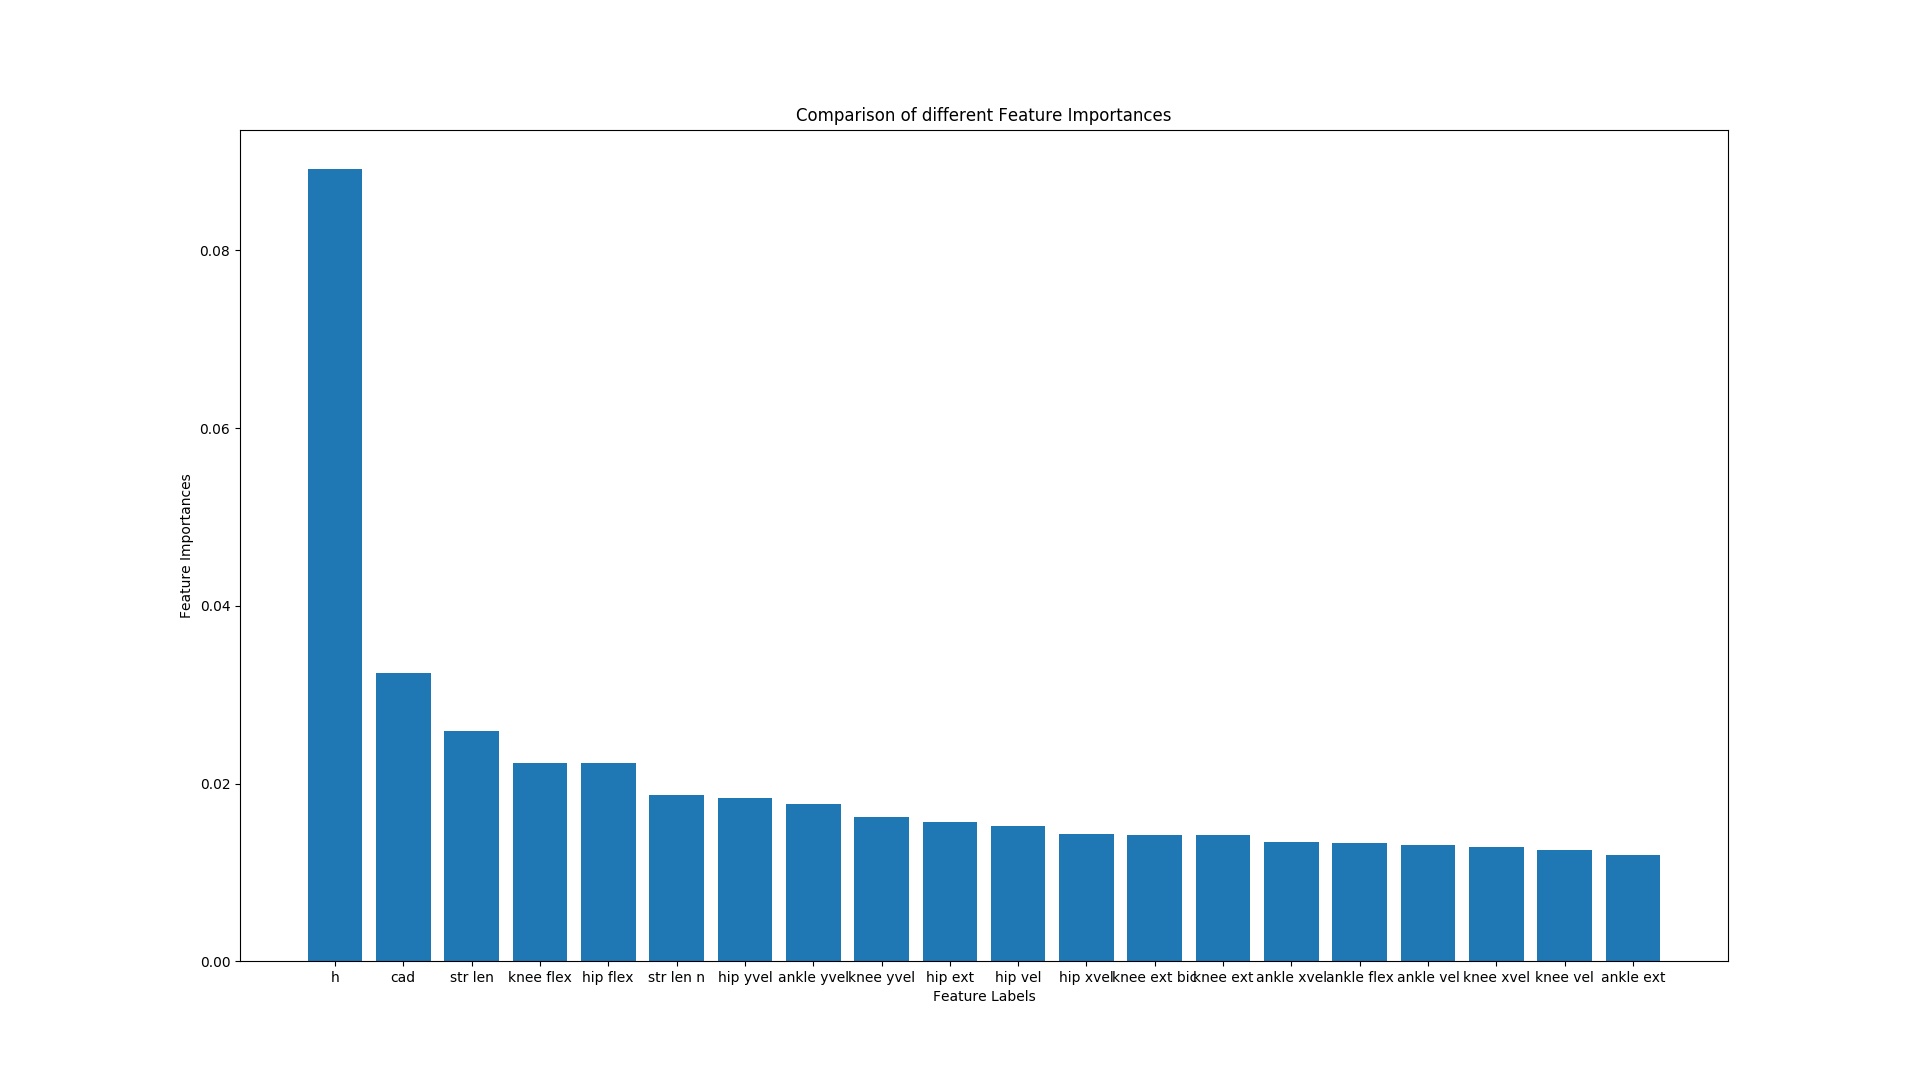 Comparison of different Feature Importances
Feature Importances
0.08
0.06
0.04
0.02
0.00
h cad str len knee flex hip flex str len n hip yvel ankle yvel knee yvel hip ext hip vel hip xvel knee ext bic knee ext ankle xvel ankle flex ankle vel knee xvel knee vel ankle ext
Feature Labels